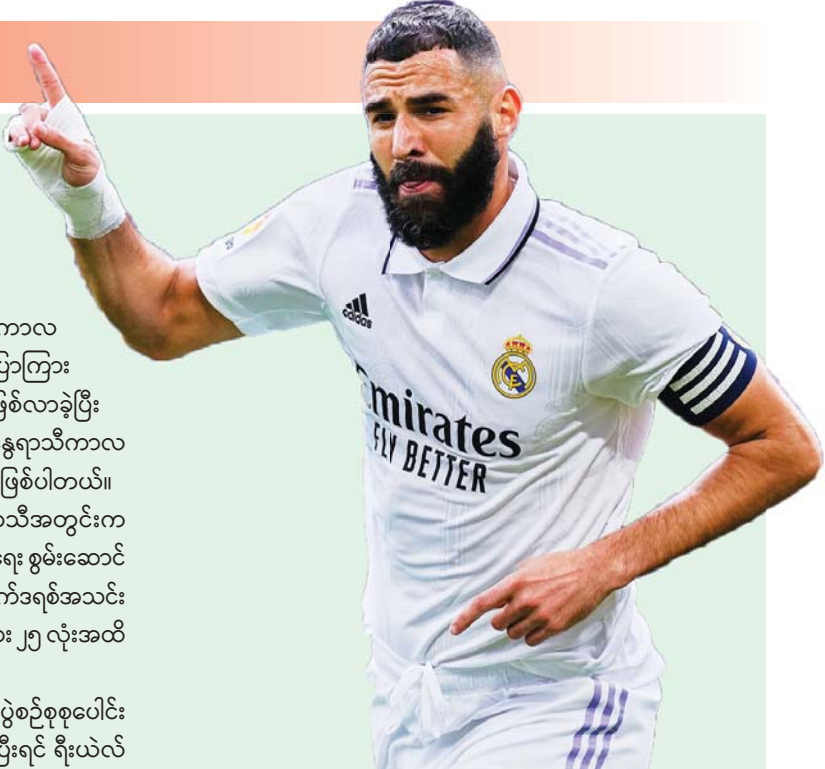 ကာလ
ပြောကြား
ဖြစ်လာခဲ့ပြီး
နွေရာသီကာလ
ဖြစ်ပါတယ်။
သီအတွင်းက
ရေး စွမ်းဆောင်
က်ဒရစ်အသင်း
း ၂၅ လုံးအထိ
ပွဲစဉ်စုစုပေါင်း
ပြီးရင် ရီးယဲလ်
adidas
mirates
FLY BETTER